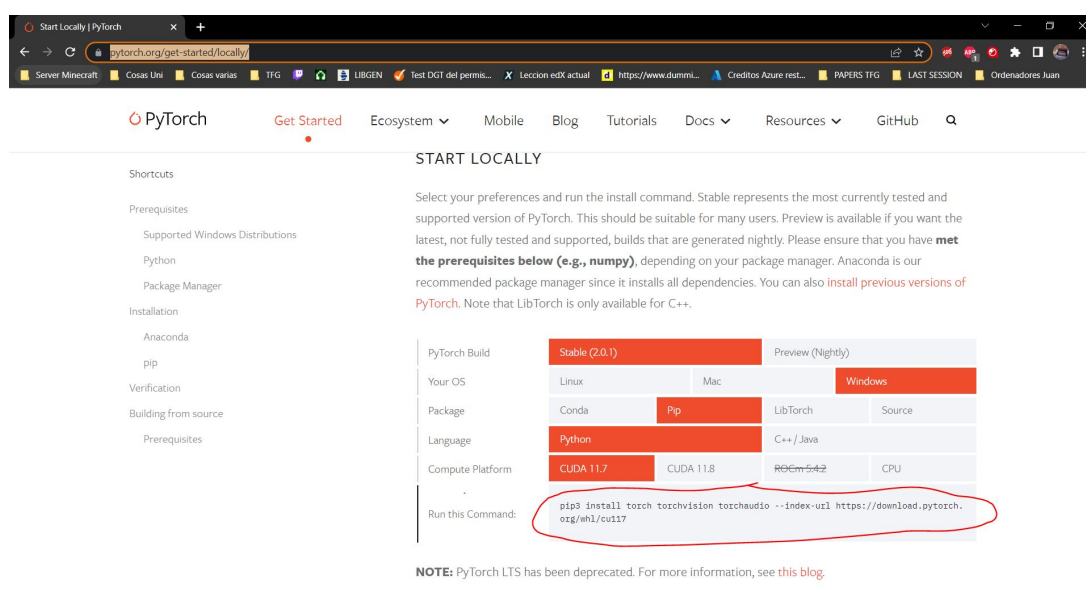 Start Locally | PyTorch
pytorch.org/get-started/locally/
Server Minecraft Cosas Uni Cosas varias TFG LIBGEN Test DGT del permis... Leccion edX actual https://www.dummi... Creditos Azure rest... PAPERS TFG LAST SESSION Ordenadores Juan
PyTorch Get Started Ecosystem Mobile Blog Tutorials Docs Resources GitHub
Shortcuts
Prerequisites
Supported Windows Distributions
Python
Package Manager
Installation
Anaconda
pip
Verification
Building from source
Prerequisites
START LOCALLY
Select your preferences and run the install command. Stable represents the most currently tested and
supported version of PyTorch. This should be suitable for many users. Preview is available if you want the
latest, not fully tested and supported, builds that are generated nightly. Please ensure that you have met
the prerequisites below (e.g., numpy), depending on your package manager. Anaconda is our
recommended package manager since it installs all dependencies. You can also install previous versions of
PyTorch. Note that LibTorch is only available for C++.
PyTorch Build Stable (2.0.1) Preview (Nightly)
Your OS Linux Mac Windows
Package Conda Pip LibTorch Source
Language Python C++ / Java
Compute Platform CUDA 11.7 CUDA 11.8 ROCm 5.4.2 CPU
Run this Command:
pip3 install torch torchvision torchaudio --index-url https://download.pytorch.
org/whl/cu117
NOTE: PyTorch LTS has been deprecated. For more information, see this blog.